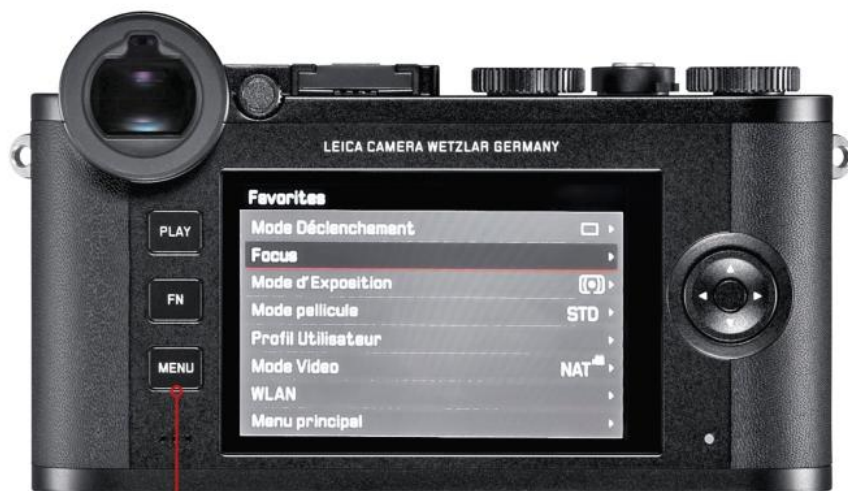 LEICA CAMERA WETZLAR GERMANY
Favorites
Mode Déclenchement
Focus
Mode d'Exposition
Mode pellicule STD
Profil Utilisateur
Mode Video NAT
WLAN
Menu principal
PLAY
FN
MENU